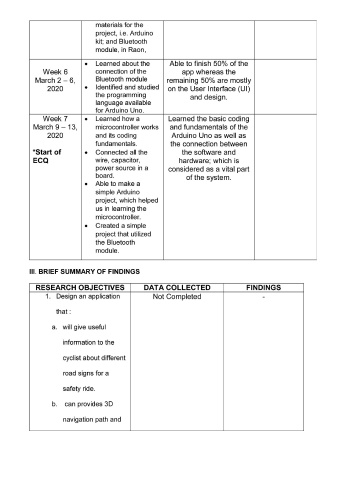 materials for the
project, i.e. Arduino
kit; and Bluetooth
module, in Raon,
Week 6
March 2 – 6,
2020
• Learned about the
connection of the
Bluetooth module
• Identified and studied
the programming
language available
for Arduino Uno.
Able to finish 50% of the
app whereas the
remaining 50% are mostly
on the User Interface (UI)
and design.
Week 7
March 9 – 13,
2020
*Start of
ECQ
• Learned how a
microcontroller works
and its coding
fundamentals.
• Connected all the
wire, capacitor,
power source in a
board.
• Able to make a
simple Arduino
project, which helped
us in learning the
microcontroller.
• Created a simple
project that utilized
the Bluetooth
module.
Learned the basic coding
and fundamentals of the
Arduino Uno as well as
the connection between
the software and
hardware; which is
considered as a vital part
of the system.
III. BRIEF SUMMARY OF FINDINGS
RESEARCH OBJECTIVES
DATA COLLECTED
FINDINGS
1. Design an application
that :
a. will give useful
information to the
cyclist about different
road signs for a
safety ride.
b. can provides 3D
navigation path and
Not Completed
-